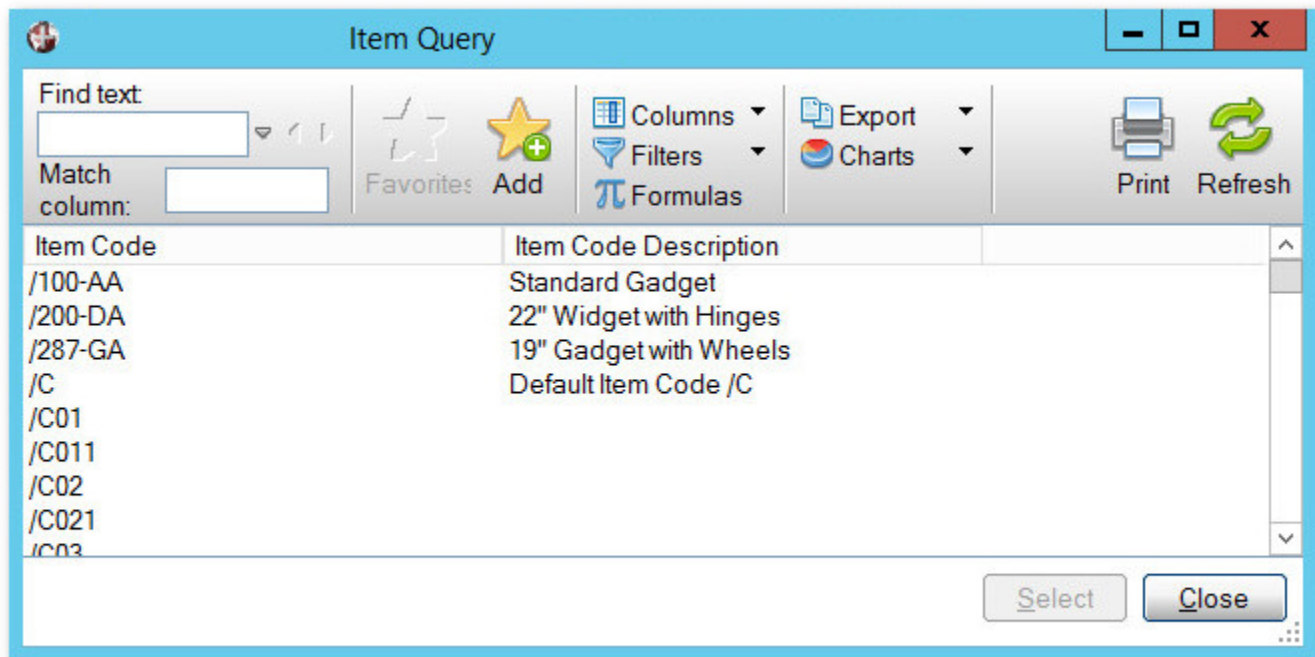 Item Query
Find text:
Match
column:
Favorites
Add
Columns
Filters
Formulas
Export
Charts
Print
Refresh
Item Code Item Code Description
/100-AA Standard Gadget
/200-DA 22" Widget with Hinges
/287-GA 19" Gadget with Wheels
/C Default Item Code /C
/C01
/C011
/C02
/C021
/C03
Select
Close